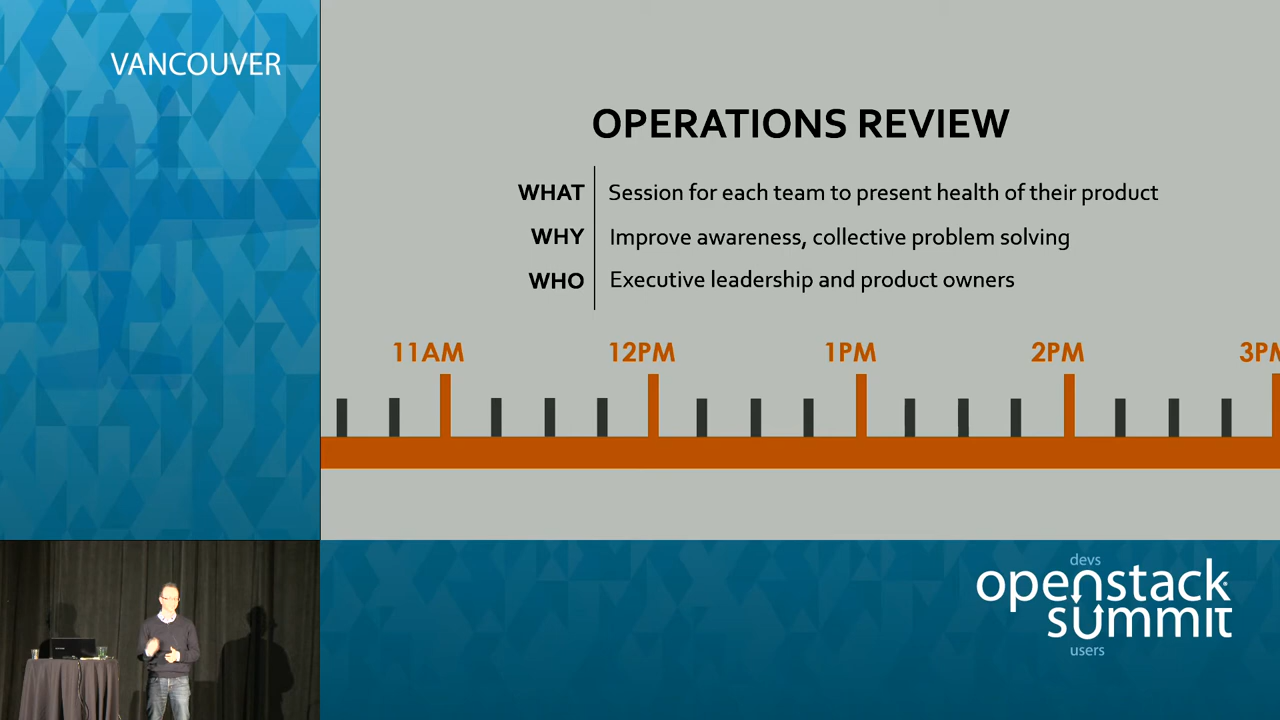 VANCOUVER
OPERATIONS REVIEW
WHAT Session for each team to present health of their product
WHY Improve awareness, collective problem solving
WHO Executive leadership and product owners
11AM 12PM 1PM 2PM 3PM
devs
openstack
summit
users